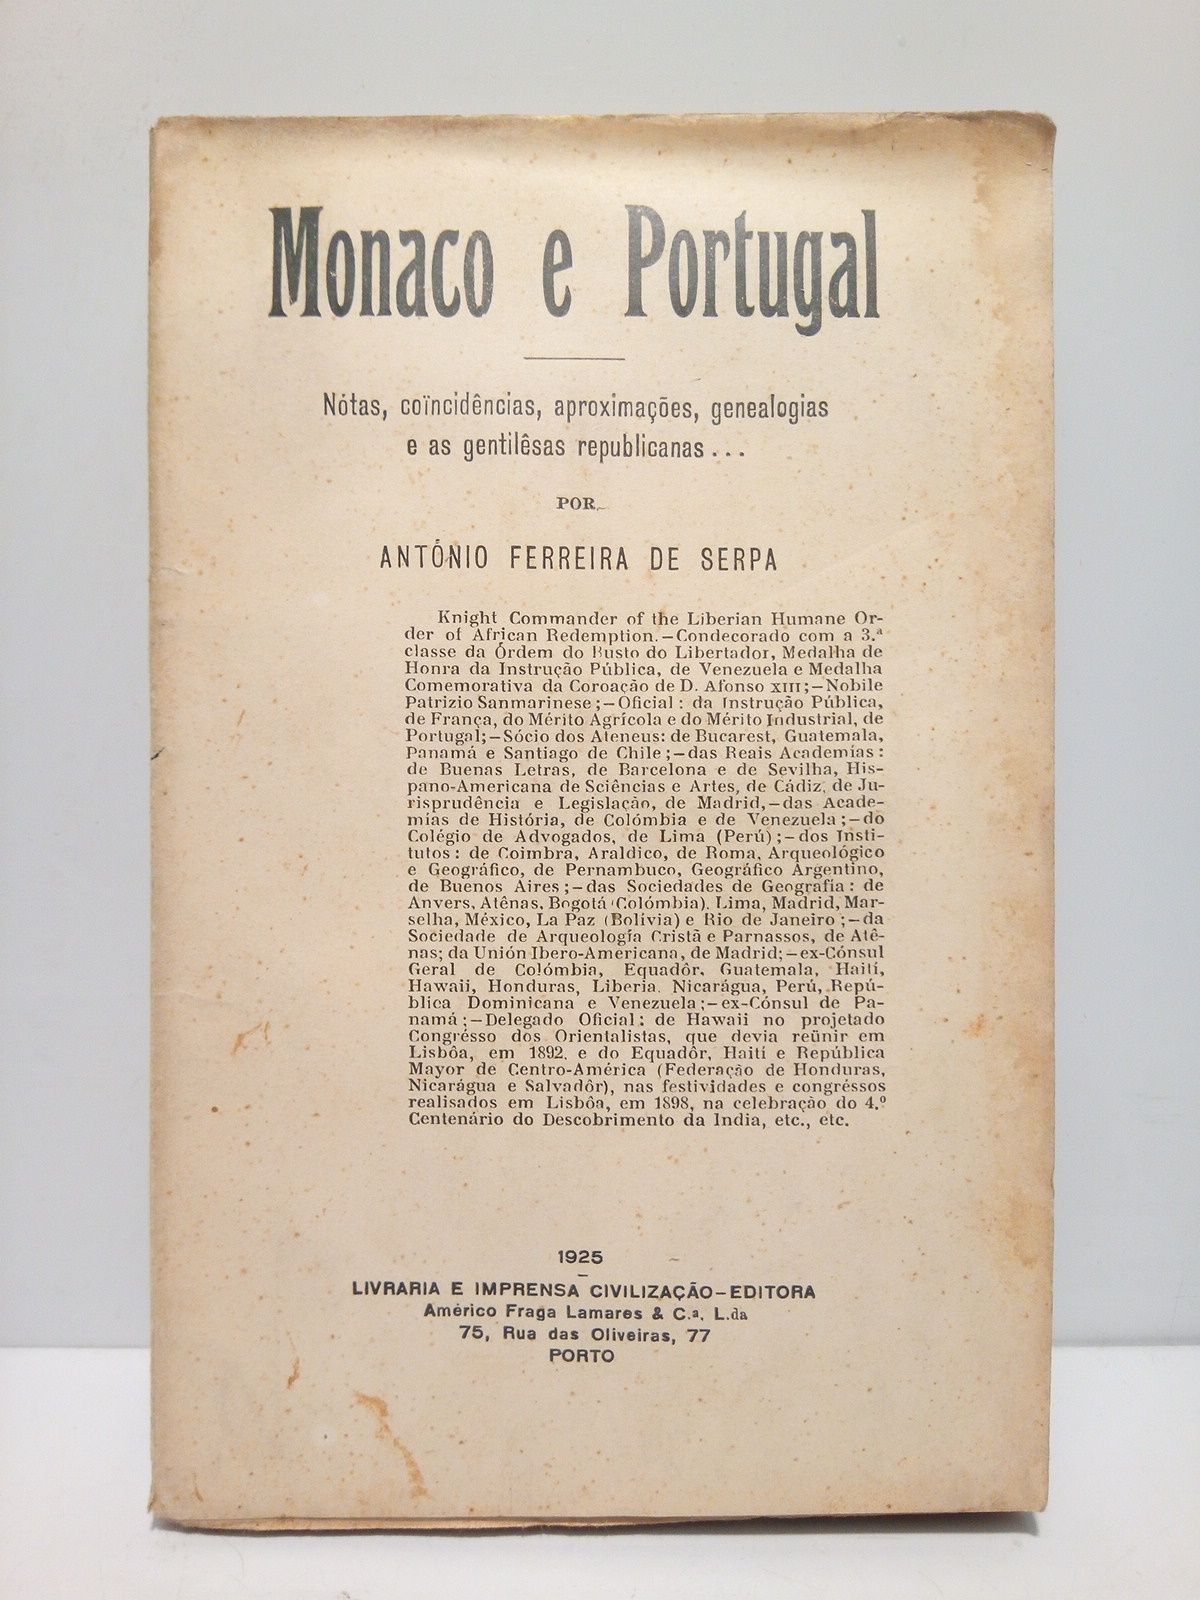 Monaco e Portugal
Nótas, coïncidências, aproximações, genealogias
e as gentilêsas republicanas...
POR
ANTÓNIO FERREIRA DE SERPA
Knight Commander of the Liberian Humane Or-
der of African Redemption.—Condecorado com a 3.ª
classe da Órdem do Busto do Libertador, Medalha de
Honra da Instrução Pública, de Venezuela e Medalha
Comemorativa da Coroação de D. Afonso XIII;—Nobile
Patrizio Sanmarinese;—Oficial: da Instrução Pública,
de França, do Mérito Agrícola e do Mérito Industrial, de
Portugal;—Sócio dos Ateneus: de Bucarest, Guatemala,
Panamá e Santiago de Chile;—das Reais Academias:
de Buenas Letras, de Barcelona e de Sevilha, His-
pano-Americana de Sciências e Artes, de Cádiz, de Ju-
risprudência e Legislação, de Madrid,—das Acade-
mias de História, de Colómbia e de Venezuela;—do
Colégio de Advogados, de Lima (Perú);—dos Insti-
tutos: de Coimbra, Araldico, de Roma, Arqueológico
e Geográfico, de Pernambuco, Geográfico Argentino,
de Buenos Aires;—das Sociedades de Geografia: de
Anvers, Atênas, Bogotá (Colómbia), Lima, Madrid, Mar-
selha, México, La Paz (Bolívia) e Rio de Janeiro;—da
Sociedade de Arqueología Cristã e Parnassos, de Atê-
nas; da Unión Ibero-Americana, de Madrid;—ex-Cónsul
Geral de Colómbia, Equadôr, Guatemala, Haití,
Hawaii, Honduras, Liberia, Nicarágua, Perú, Repú-
blica Dominicana e Venezuela;—ex-Cónsul de Pa-
namá;—Delegado Oficial: de Hawaii no projetado
Congrésso dos Orientalistas, que devia reünir em
Lisbôa, em 1892, e do Equadôr, Haití e República
Mayor de Centro-América (Federação de Honduras,
Nicarágua e Salvadôr), nas festividades e congréssos
realisados em Lisbôa, em 1898, na celebração do 4.º
Centenário do Descobrimento da India, etc., etc.
1925
LIVRARIA E IMPRENSA CIVILIZAÇÃO—EDITORA
Américo Fraga Lamares & C.ª, L.da
75, Rua das Oliveiras, 77
PORTO